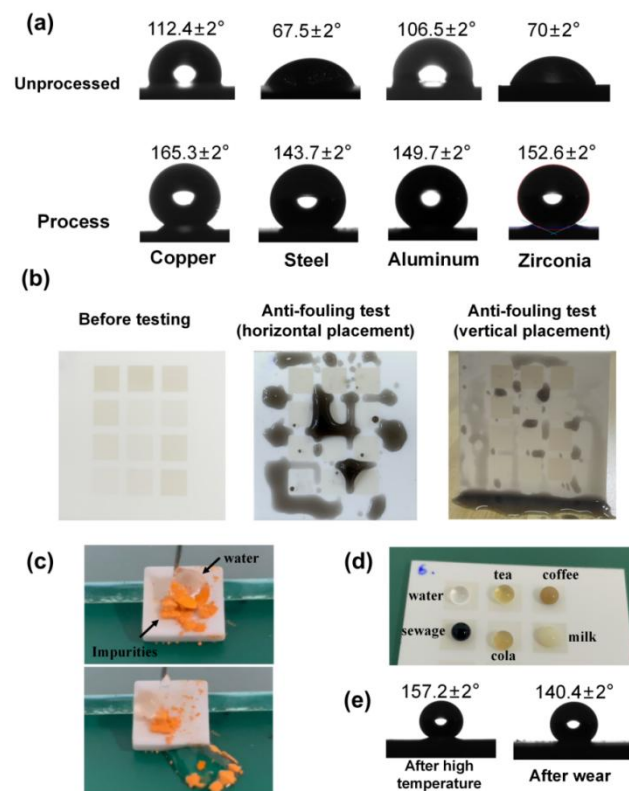 (a)
112.4±2° 67.5±2° 106.5±2° 70±2°
Unprocessed
165.3±2° 143.7±2° 149.7±2° 152.6±2°
Process
Copper Steel Aluminum Zirconia
(b)
Before testing
Anti-fouling test
(horizontal placement)
Anti-fouling test
(vertical placement)
(c)
water
Impurities
(d)
tea coffee
water
sewage
cola
milk
(e)
157.2±2° 140.4±2°
After high
temperature
After wear